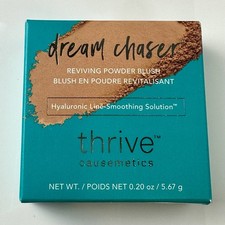 dream chaser
REVIVING POWDER BLUSH
BLUSH EN POUDRE REVITALISANT
Hyaluronic Line-Smoothing Solution™
thrive™
causemetics
NET WT. / POIDS NET 0.20 oz / 5.67 g